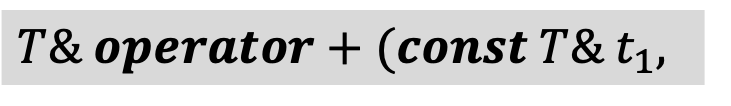 T& operator + (const T& t₁,